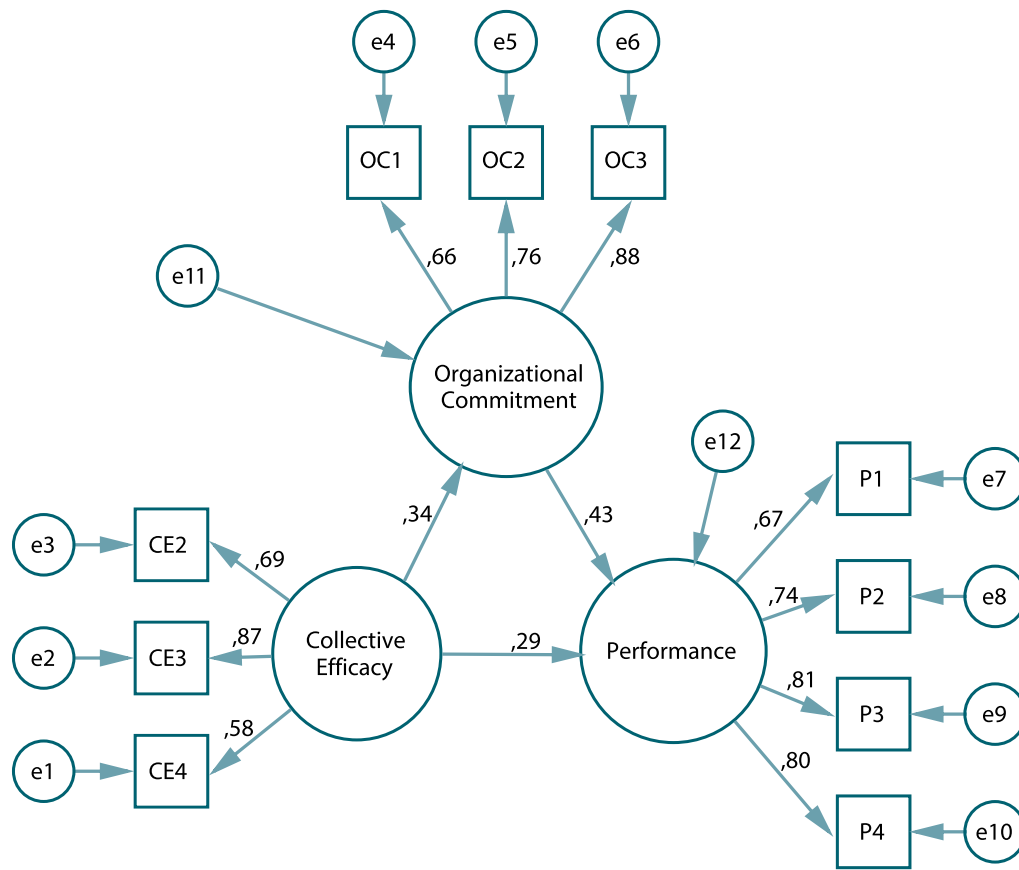 e4
e5
e6
OC1
OC2
OC3
,66
,76
,88
e11
Organizational
Commitment
e12
P1
e7
,34
,43
,67
e3
CE2
,69
,74
P2
e8
,87
Collective
Efficacy
,29
Performance
e2
CE3
,81
P3
e9
,58
e1
CE4
,80
P4
e10